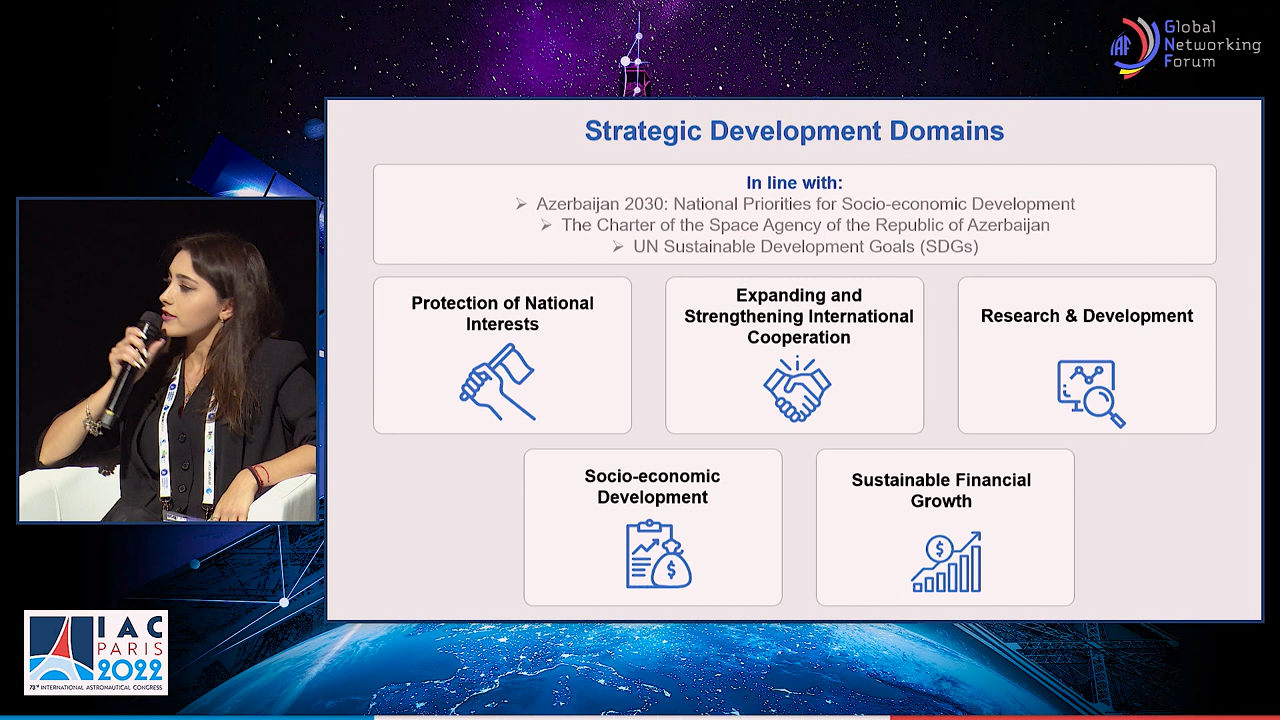 Global
Networking
Forum
IAF
Strategic Development Domains
In line with:
➢ Azerbaijan 2030: National Priorities for Socio-economic Development
➢ The Charter of the Space Agency of the Republic of Azerbaijan
➢ UN Sustainable Development Goals (SDGs)
Protection of National
Interests
Expanding and
Strengthening International
Cooperation
Research & Development
Socio-economic
Development
$
Sustainable Financial
Growth
$
IAC
PARIS
2022
73rd INTERNATIONAL ASTRONAUTICAL CONGRESS